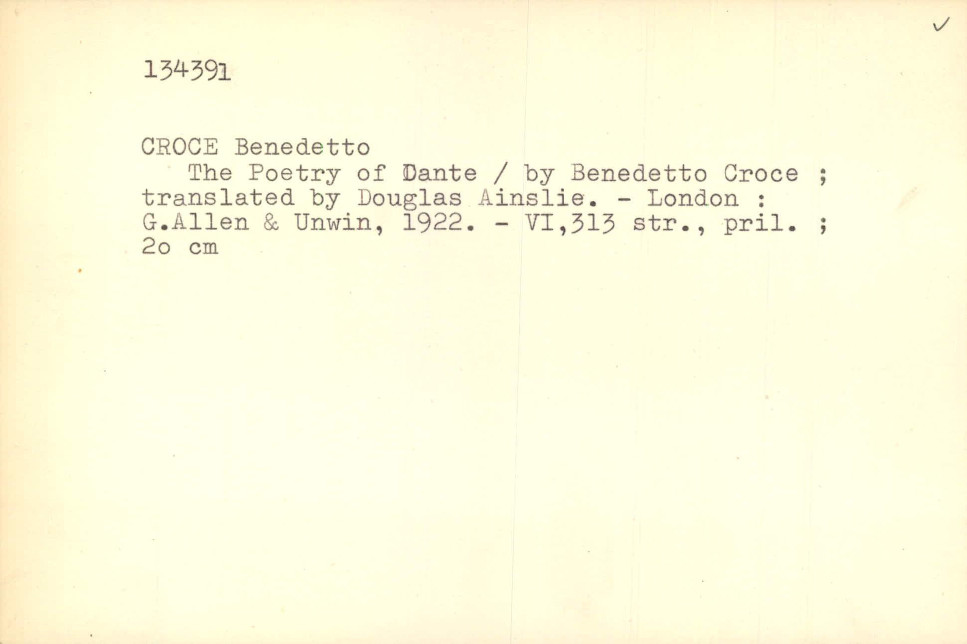 134391
CROCE Benedetto
The Poetry of Dante / by Benedetto Croce ;
translated by Douglas Ainslie. - London :
G.Allen & Unwin, 1922. - VI,313 str., pril. ;
2o cm